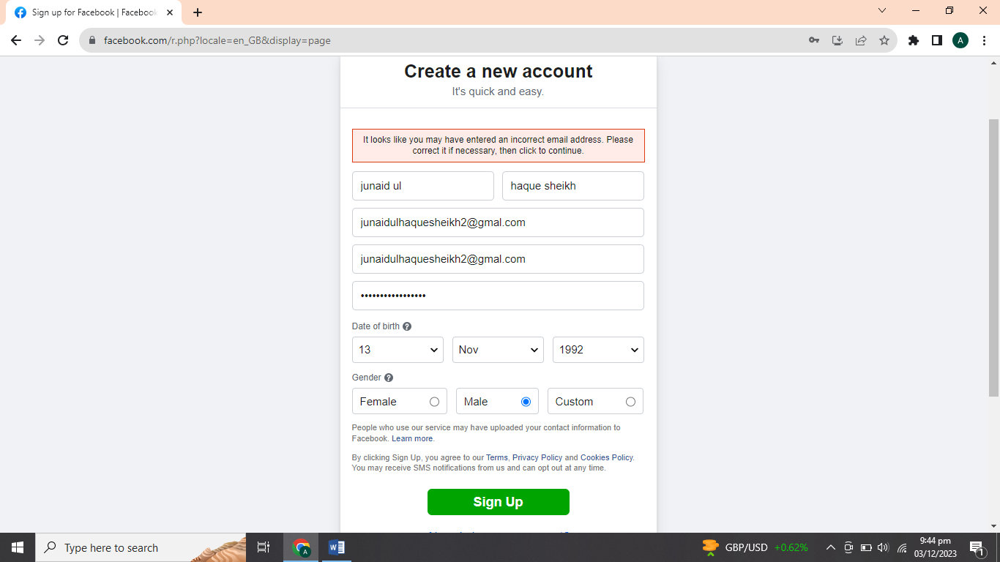 Sign up for Facebook | Facebook
facebook.com/r.php?locale=en_GB&display=page
A
Create a new account
It's quick and easy.
It looks like you may have entered an incorrect email address. Please
correct it if necessary, then click to continue.
junaid ul
haque sheikh
junaidulhaquesheikh2@gmal.com
junaidulhaquesheikh2@gmal.com
Date of birth
13
Nov
1992
Gender
Female
Male
Custom
People who use our service may have uploaded your contact information to
Facebook. Learn more.
By clicking Sign Up, you agree to our Terms, Privacy Policy and Cookies Policy.
You may receive SMS notifications from us and can opt out at any time.
Sign Up
Type here to search
A
W
GBP/USD +0.62%
9:44 pm
03/12/2023
1